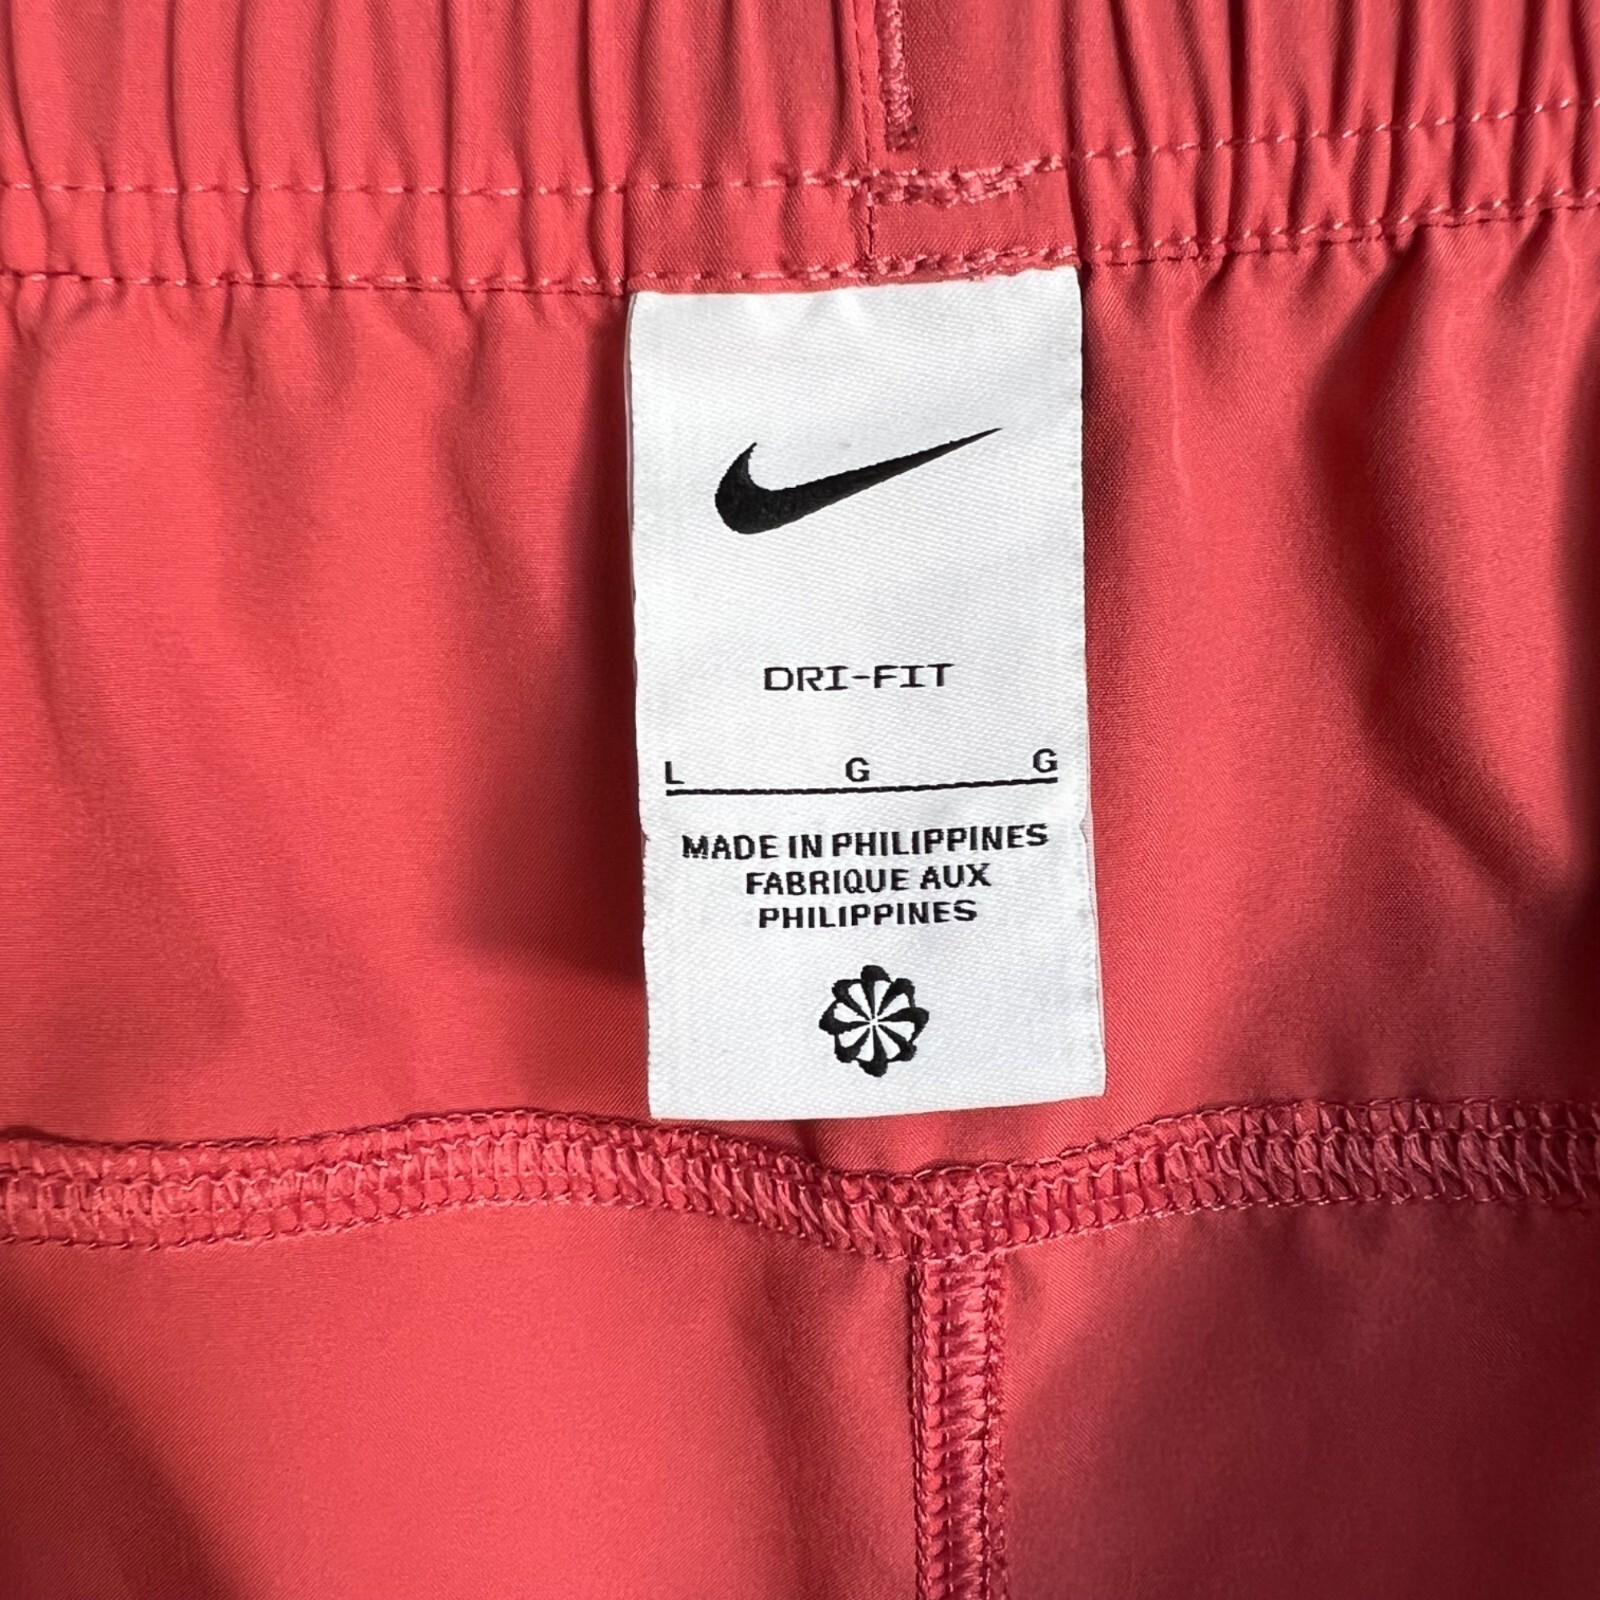 DRI-FIT
L G G
MADE IN PHILIPPINES
FABRIQUE AUX
PHILIPPINES